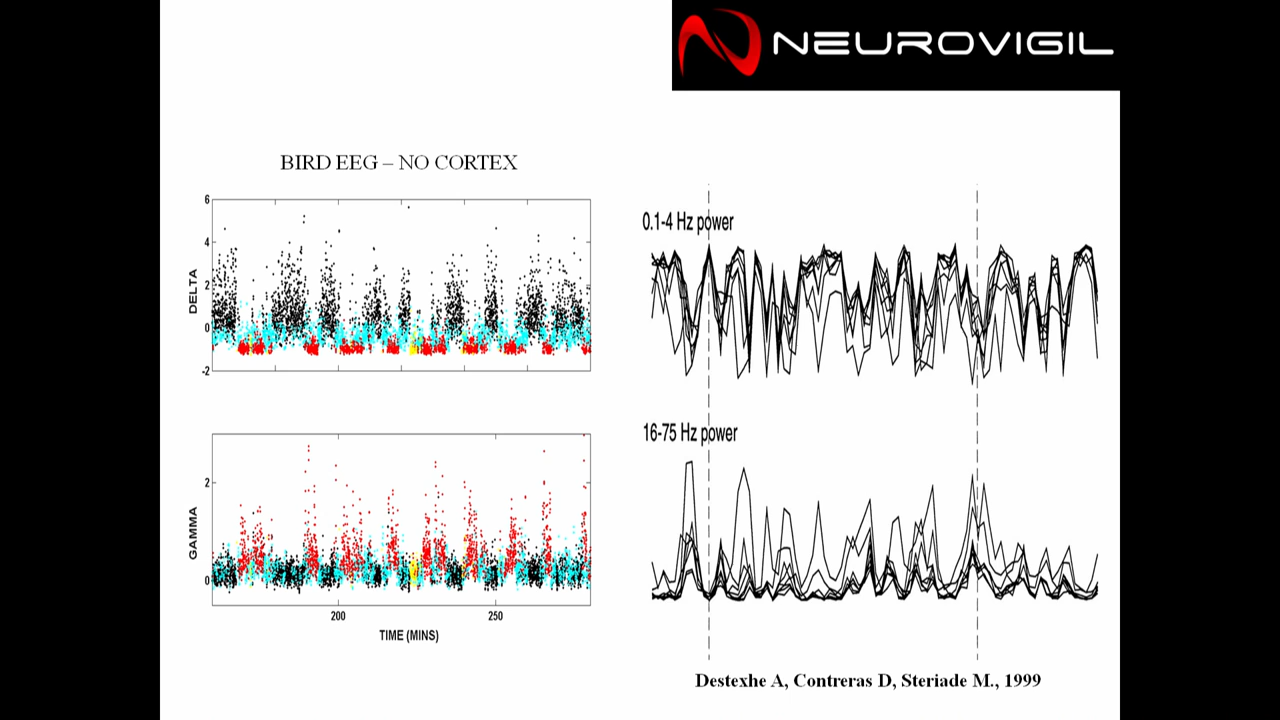 NEUROVIGIL
BIRD EEG – NO CORTEX
6
4
2
0
-2
DELTA
2
0
GAMMA
200
250
TIME (MINS)
0.1-4 Hz power
16-75 Hz power
Destexhe A, Contreras D, Steriade M., 1999